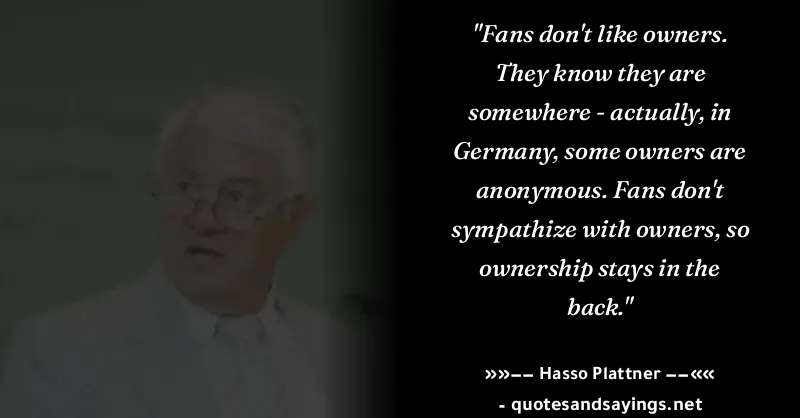 "Fans don't like owners.
They know they are
somewhere - actually, in
Germany, some owners are
anonymous. Fans don't
sympathize with owners, so
ownership stays in the
back."
»»−− Hasso Plattner −−««
- quotesandsayings.net